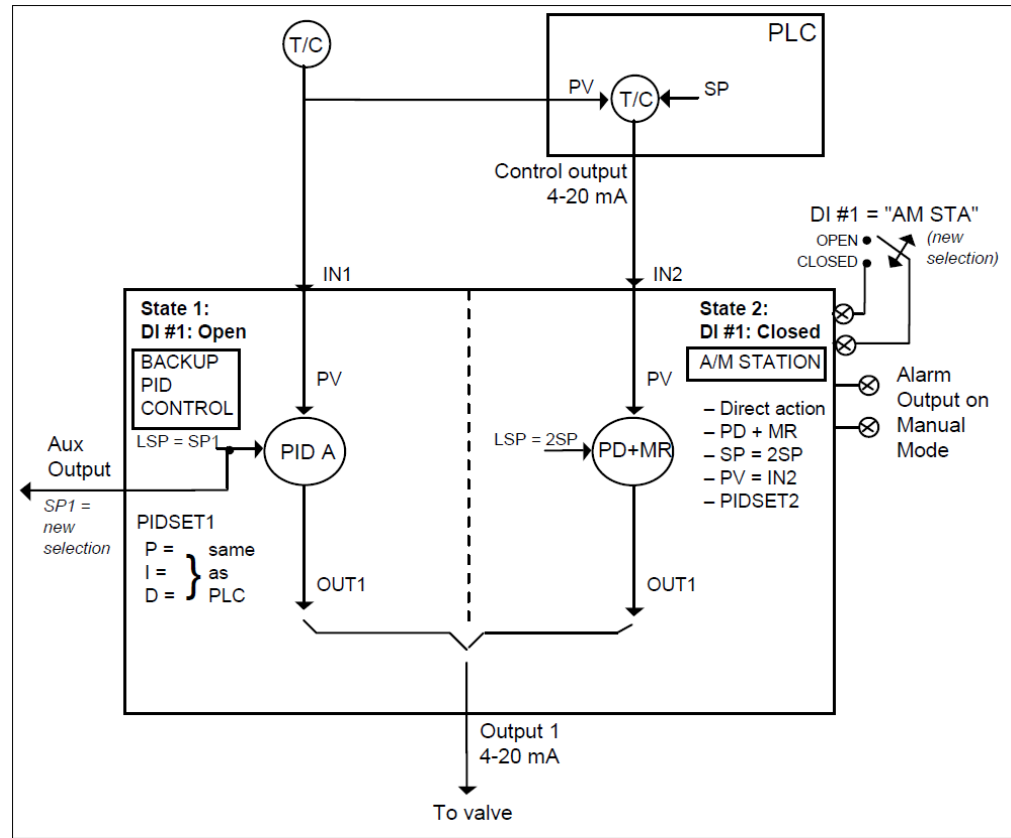 T/C
PLC
PV
T/C
SP
Control output
4-20 mA
DI #1 = "AM STA"
OPEN
(new
CLOSED
selection)
IN1
IN2
State 1:
DI #1: Open
State 2:
DI #1: Closed
BACKUP
PID
CONTROL
A/M STATION
PV
PV
Alarm
Output on
Manual
Mode
– Direct action
– PD + MR
– SP = 2SP
– PV = IN2
– PIDSET2
LSP = SP1
PID A
LSP = 2SP
PD+MR
Aux
Output
SP1 =
new
selection
PIDSET1
P = same
I = } as
D = PLC
OUT1
OUT1
Output 1
4-20 mA
To valve